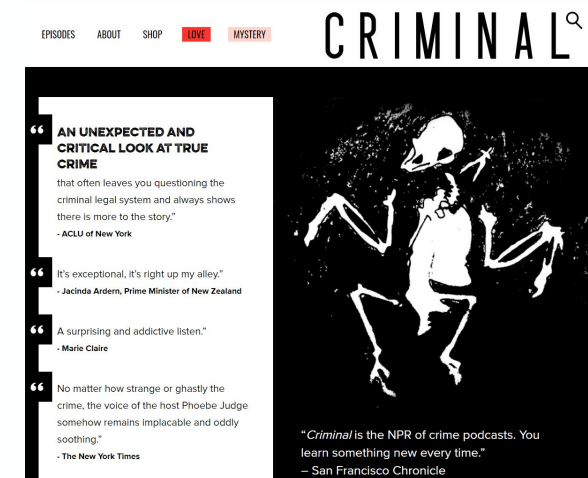 EPISODES ABOUT SHOP LOVE MYSTERY
CRIMINAL
“ AN UNEXPECTED AND
CRITICAL LOOK AT TRUE
CRIME
that often leaves you questioning the
criminal legal system and always shows
there is more to the story.”
- ACLU of New York
“ It’s exceptional, it’s right up my alley.”
- Jacinda Ardern, Prime Minister of New Zealand
“ A surprising and addictive listen.”
- Marie Claire
“ No matter how strange or ghastly the
crime, the voice of the host Phoebe Judge
somehow remains implacable and oddly
soothing.”
- The New York Times
“Criminal is the NPR of crime podcasts. You
learn something new every time.”
– San Francisco Chronicle